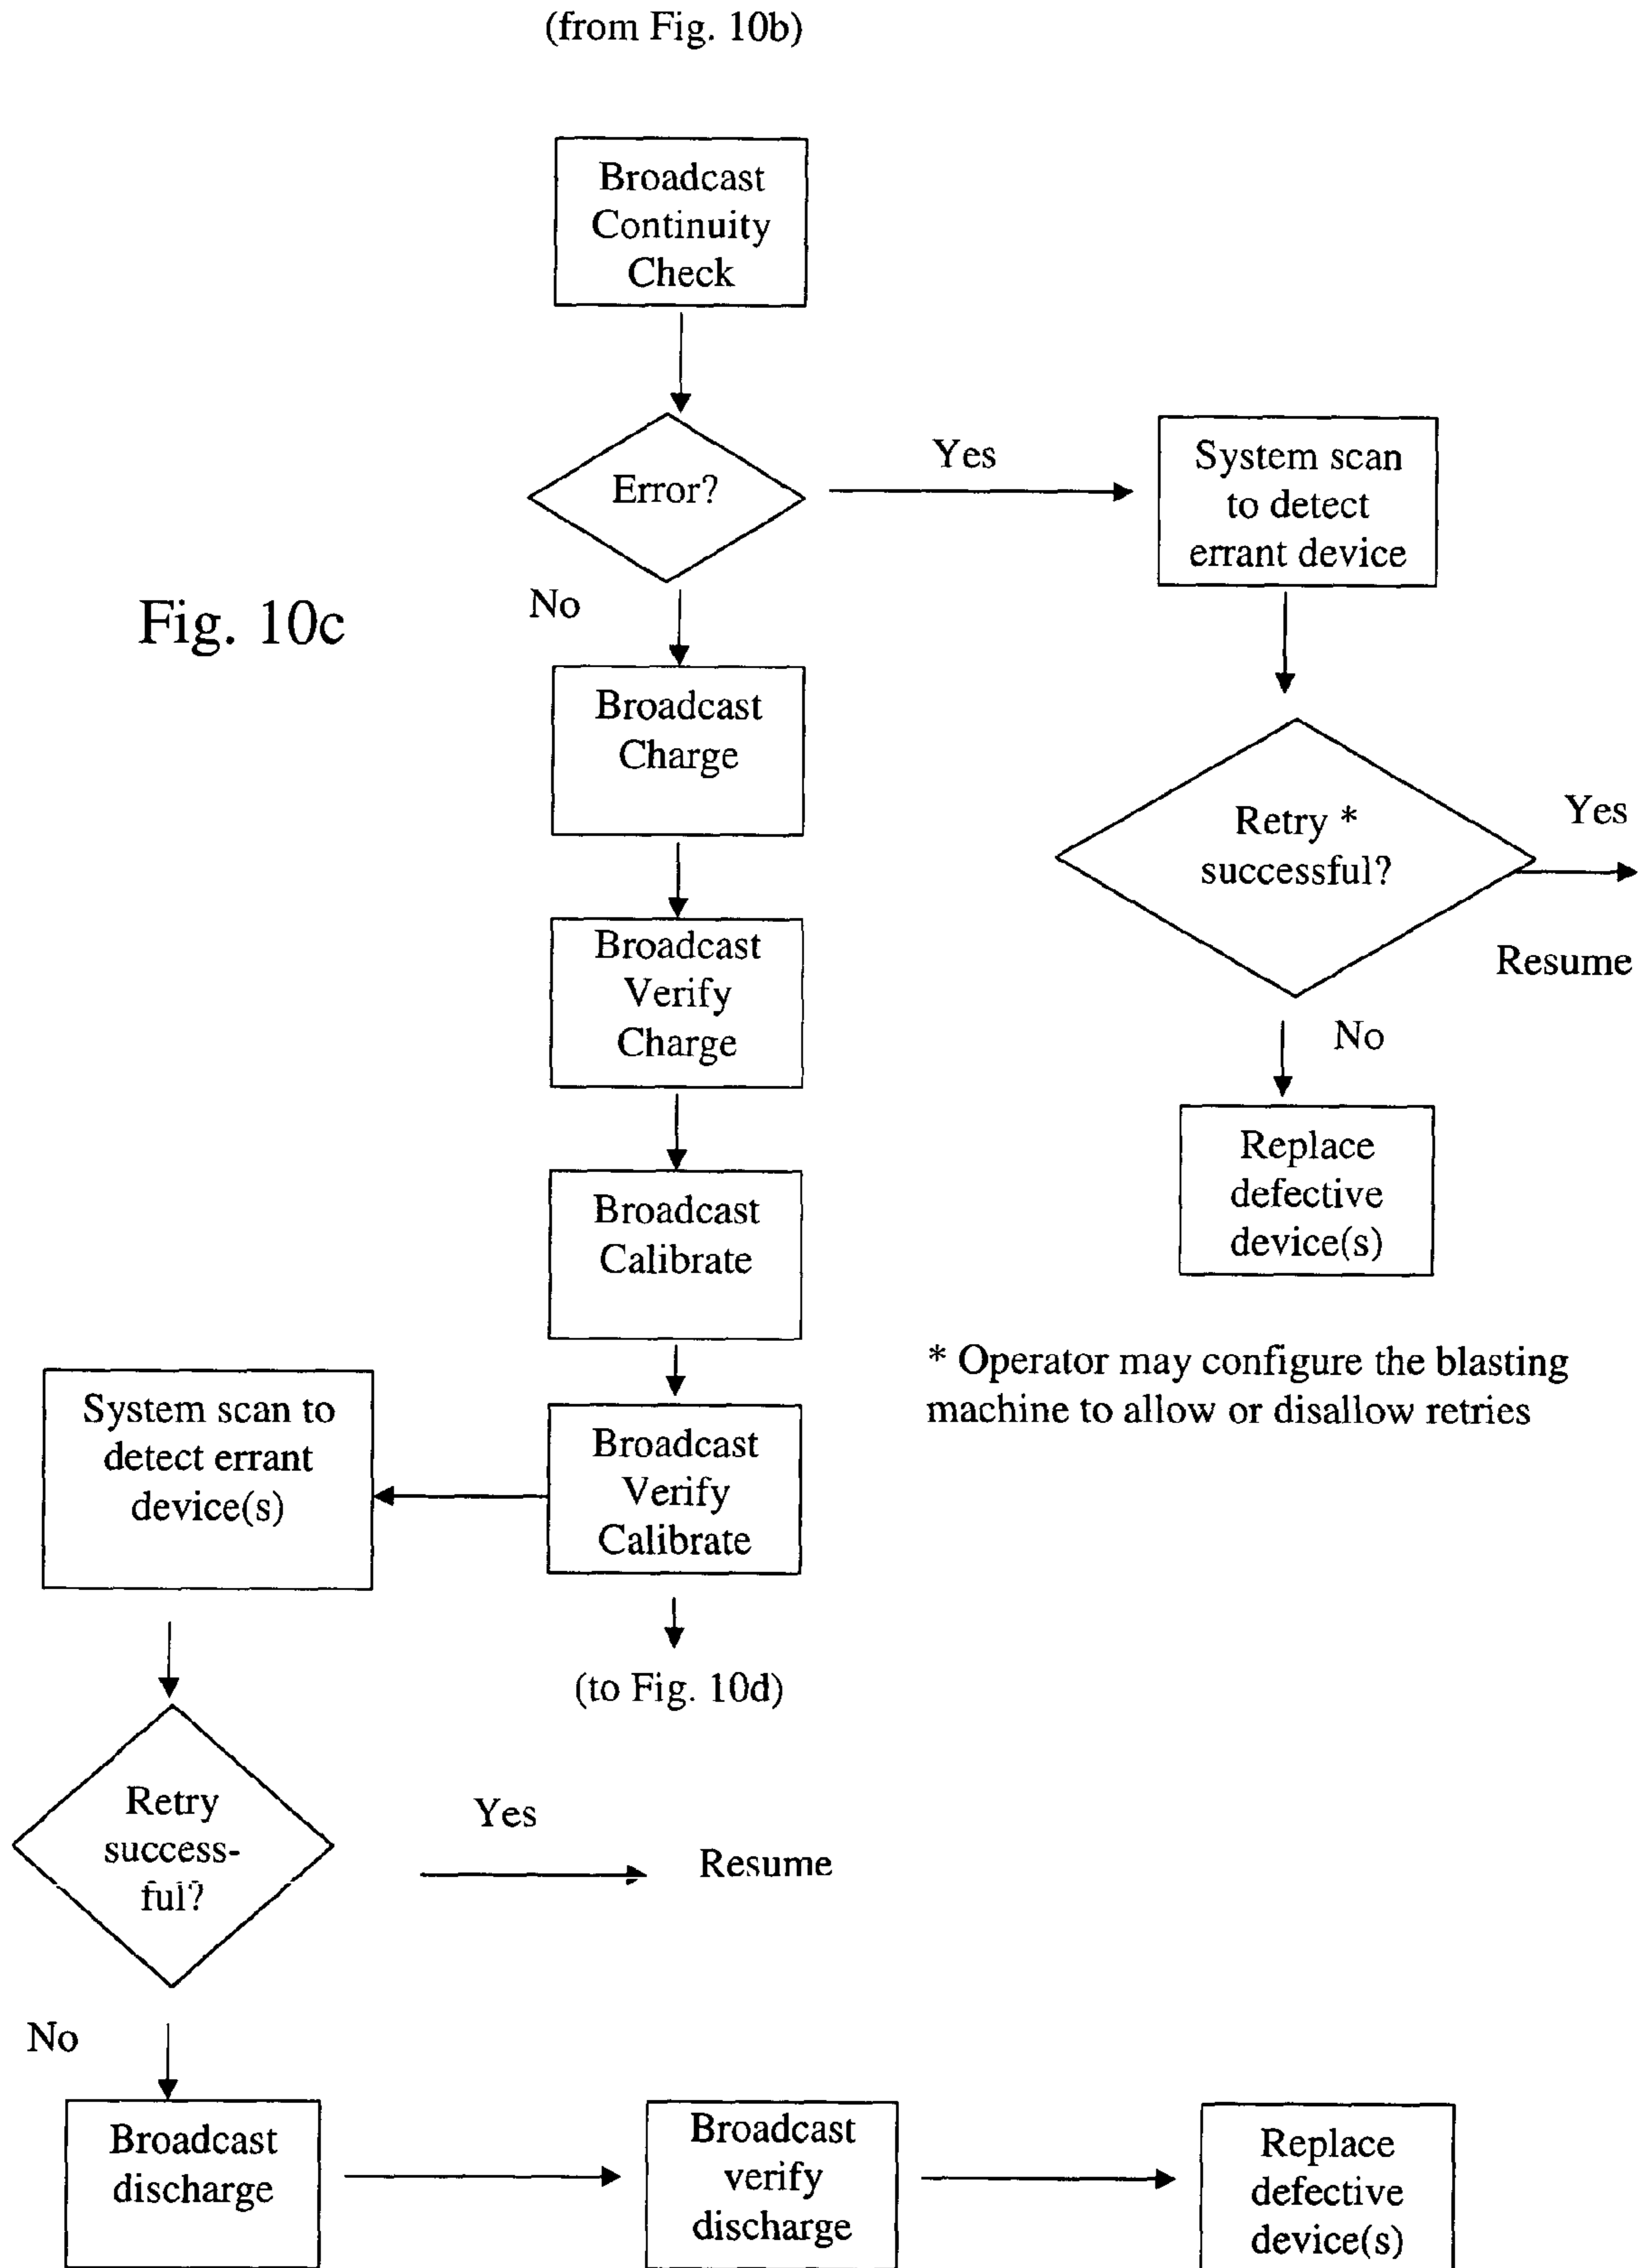 (from Fig. 10b)
Broadcast
Continuity
Check
Error?
Yes
System scan
to detect
errant device
Fig. 10c
No
Broadcast
Charge
Retry *
successful?
Yes
Resume
Broadcast
Verify
Charge
No
Replace
defective
device(s)
Broadcast
Calibrate
* Operator may configure the blasting
machine to allow or disallow retries
System scan to
detect errant
device(s)
Broadcast
Verify
Calibrate
(to Fig. 10d)
Retry
success-
ful?
Yes
Resume
No
Broadcast
discharge
Broadcast
verify
discharge
Replace
defective
device(s)